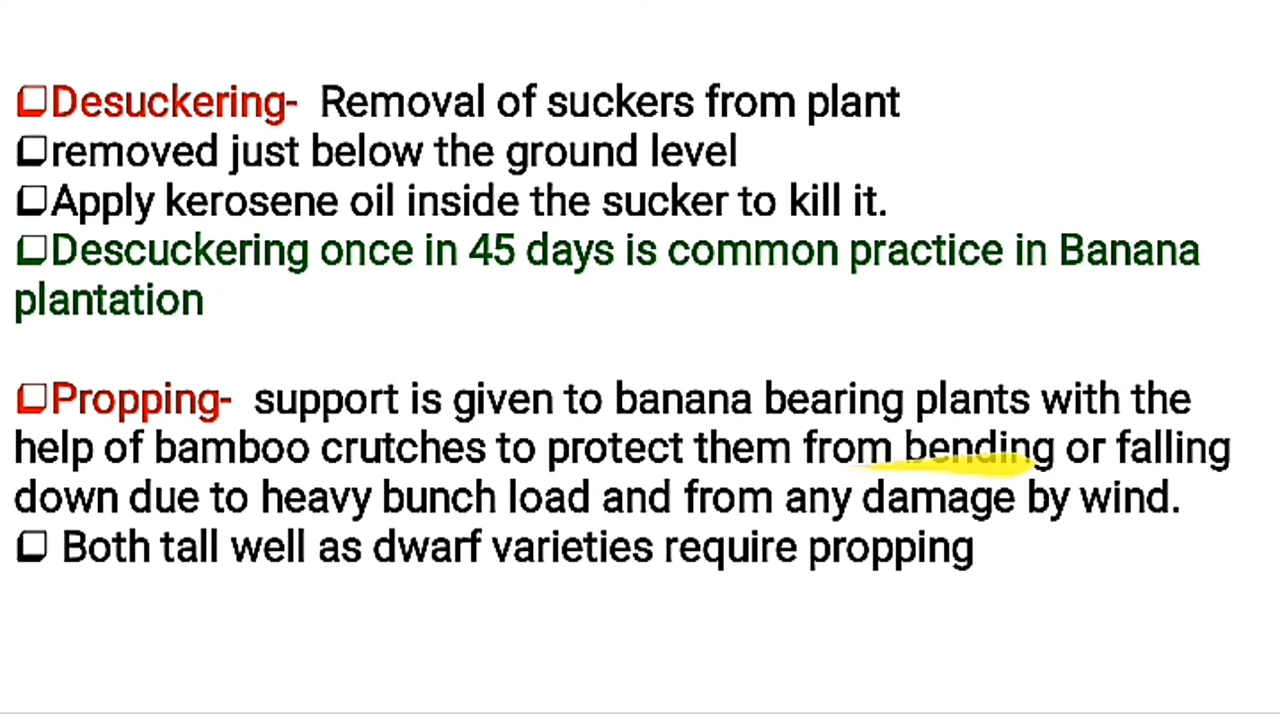 ❏Desuckering- Removal of suckers from plant
❏removed just below the ground level
❏Apply kerosene oil inside the sucker to kill it.
❏Descuckering once in 45 days is common practice in Banana
plantation
❏Propping- support is given to banana bearing plants with the
help of bamboo crutches to protect them from bending or falling
down due to heavy bunch load and from any damage by wind.
❏ Both tall well as dwarf varieties require propping